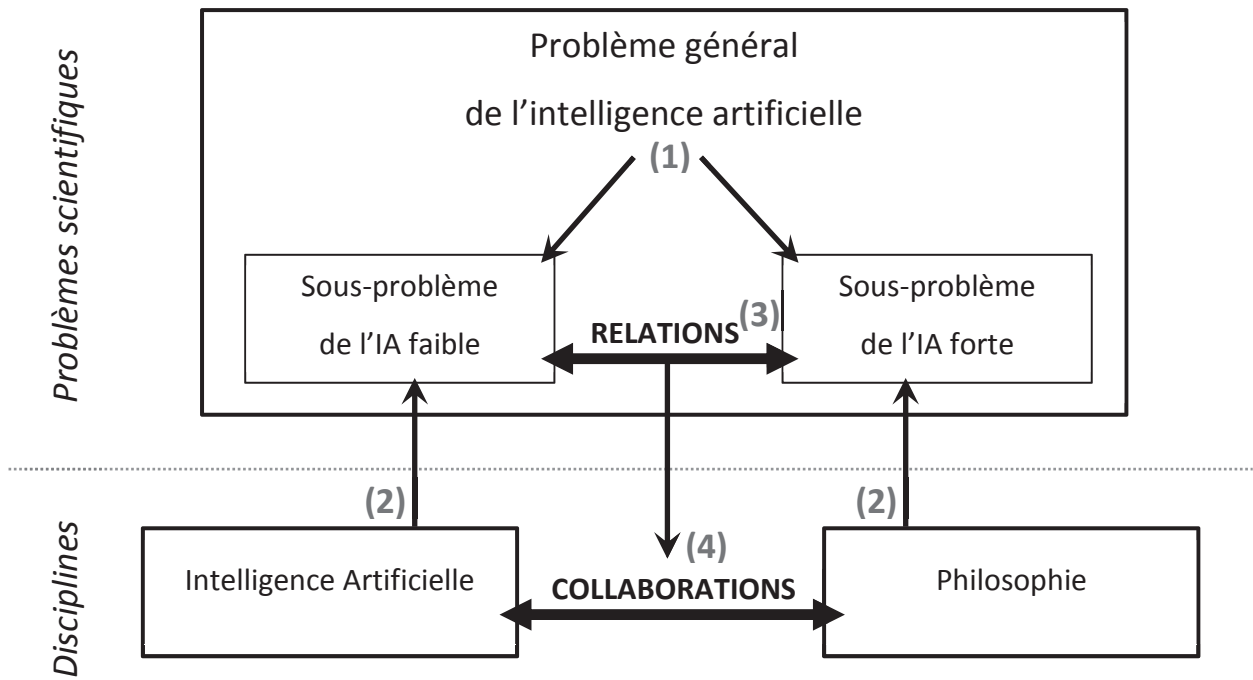 Problèmes scientifiques
Problème général
de l’intelligence artificielle
(1)
Sous-problème
de l’IA faible
RELATIONS
(3)
Sous-problème
de l’IA forte
Disciplines
(2)
(2)
Intelligence Artificielle
(4)
COLLABORATIONS
Philosophie